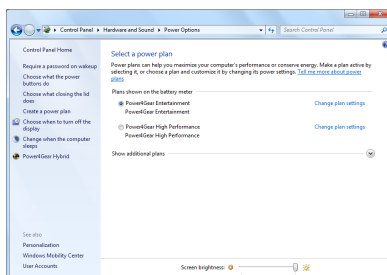 Control Panel ▸ Hardware and Sound ▸ Power Options
Search Control Panel
Control Panel Home
Require a password on wakeup
Choose what the power
buttons do
Choose what closing the lid
does
Create a power plan
Choose when to turn off the
display
Change when the computer
sleeps
Power4Gear Hybrid
See also
Personalization
Windows Mobility Center
User Accounts
Select a power plan
Power plans can help you maximize your computer's performance or conserve energy. Make a plan active by
selecting it, or choose a plan and customize it by changing its power settings. Tell me more about power
plans
Plans shown on the battery meter
Power4Gear Entertainment Change plan settings
Power4Gear Entertainment
Power4Gear High Performance Change plan settings
Power4Gear High Performance
Show additional plans
Screen brightness: